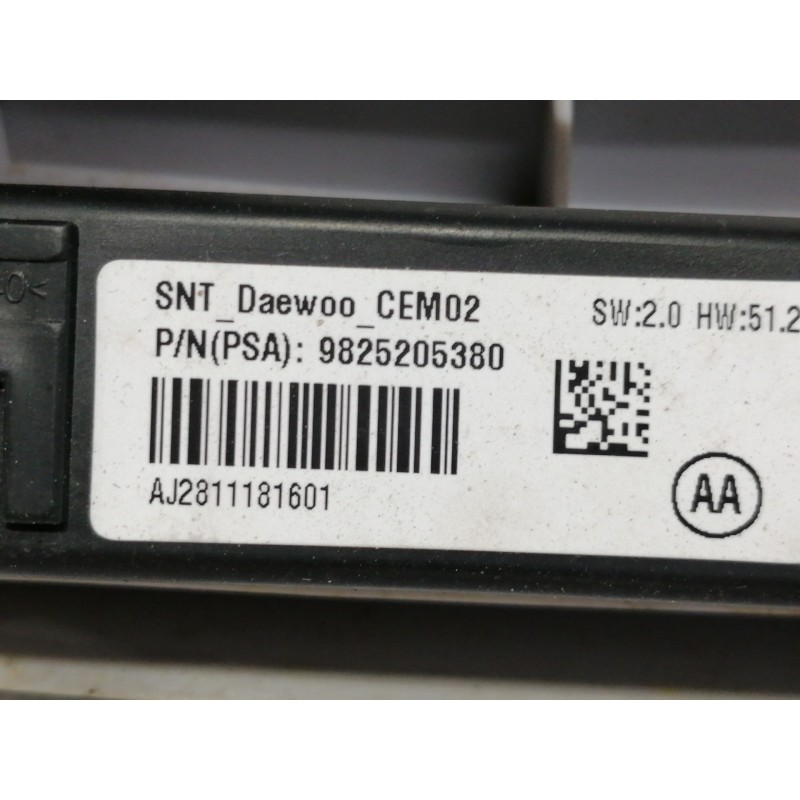 SNT_Daewoo_CEM02
SW:2.0 HW:51.2
P/N(PSA): 9825205380
AJ2811181601
AA